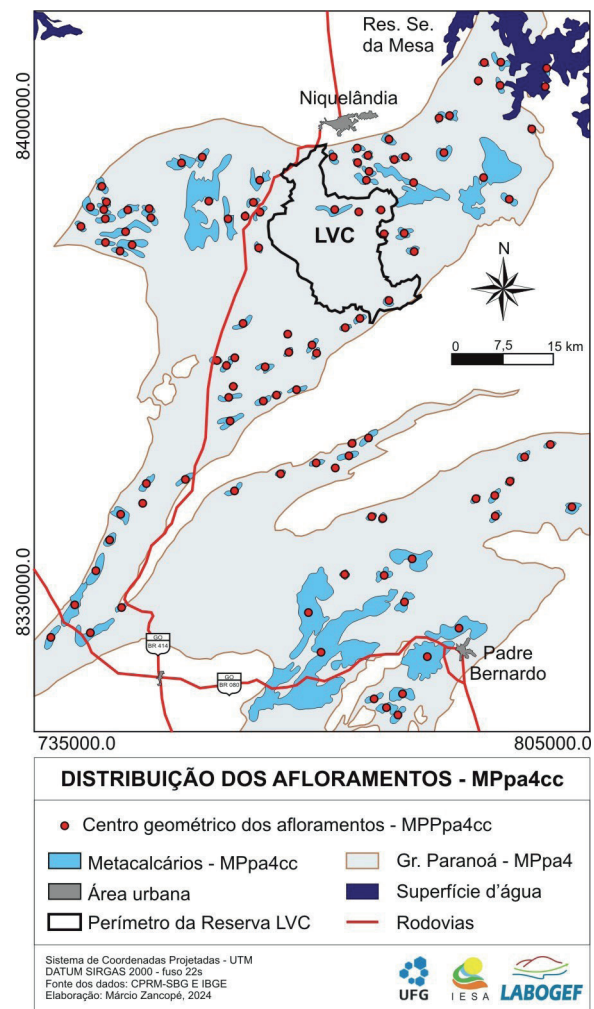 Res. Se.
da Mesa
Niquelândia
8400000.0
LVC
N
0 7,5 15 km
8330000.0
GO
BR 414
GO
BR 080
Padre
Bernardo
735000.0 805000.0
DISTRIBUIÇÃO DOS AFLORAMENTOS - MPpa4cc
Centro geométrico dos afloramentos - MPPpa4cc
Metacalcários - MPpa4cc
Gr. Paranoá - MPpa4
Área urbana
Superfície d'água
Perímetro da Reserva LVC
Rodovias
Sistema de Coordenadas Projetadas - UTM
DATUM SIRGAS 2000 - fuso 22s
Fonte dos dados: CPRM-SBG E IBGE
Elaboração: Márcio Zancopé, 2024
UFG
IESA
LABOGEF